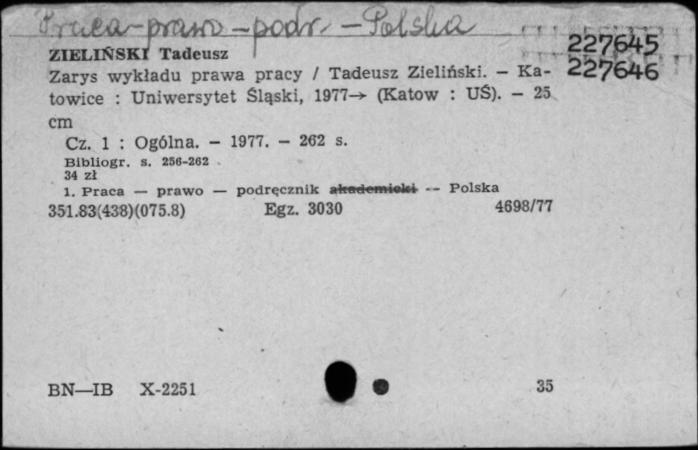 Praca-prawo-podr.-Polska
ZIELIŃSKI Tadeusz
227645
Zarys wykładu prawa pracy / Tadeusz Zieliński. — Ka-
227646
towice : Uniwersytet Śląski, 1977→ (Katow : UŚ). — 25
cm
Cz. 1 : Ogólna. — 1977. — 262 s.
Bibliogr. s. 256-262
34 zł
1. Praca — prawo — podręcznik akademicki -- Polska
351.83(438)(075.8) Egz. 3030 4698/77
BN—IB X-2251 35